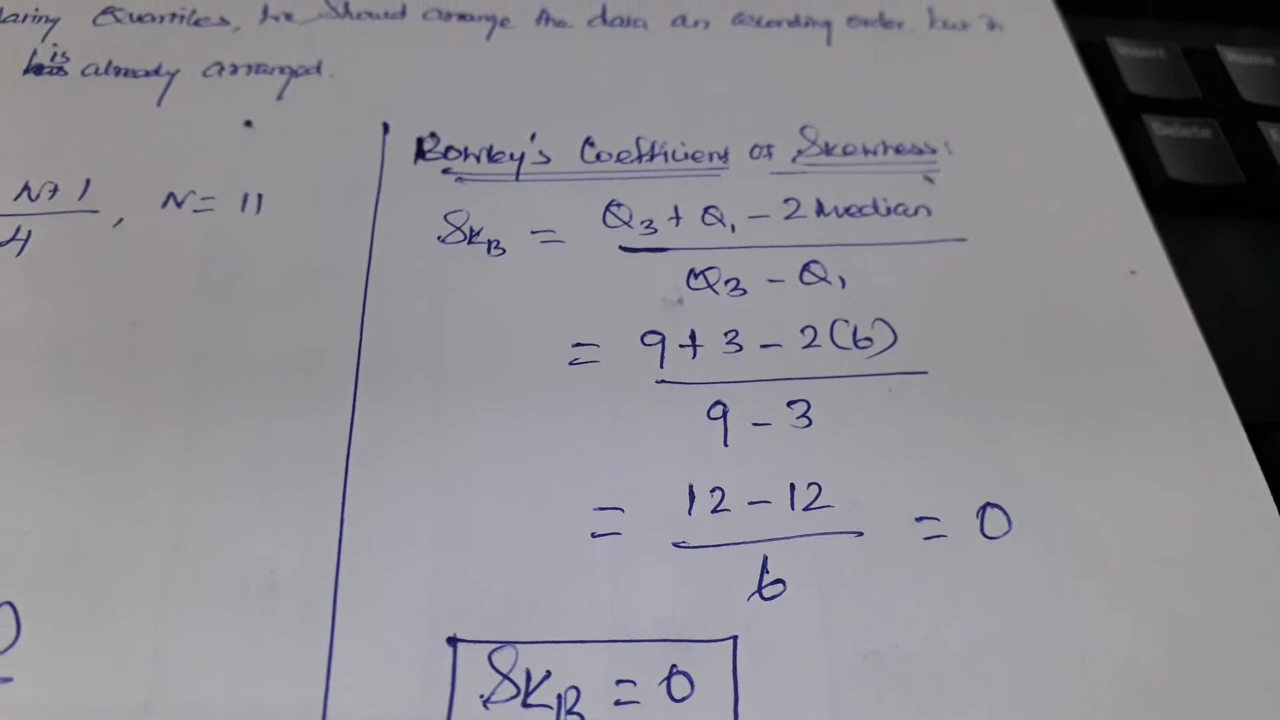 Quartiles, we should arrange the data an ascending order. but in
is already arranged.
N+1
4
, N = 11
Bowley's Coefficient of Skewness:
SkB = Q3 + Q1 - 2 Median
Q3 - Q1
= 9 + 3 - 2(6)
9 - 3
= 12 - 12 = 0
6
SkB = 0
Delete